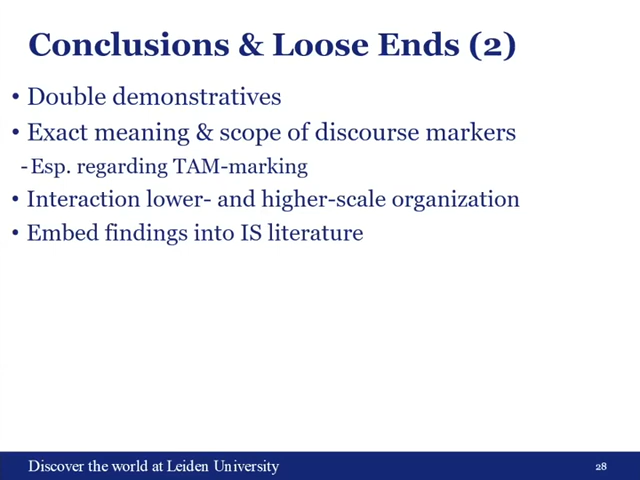 Conclusions & Loose Ends (2)
• Double demonstratives
• Exact meaning & scope of discourse markers
- Esp. regarding TAM-marking
• Interaction lower- and higher-scale organization
• Embed findings into IS literature
Discover the world at Leiden University
28